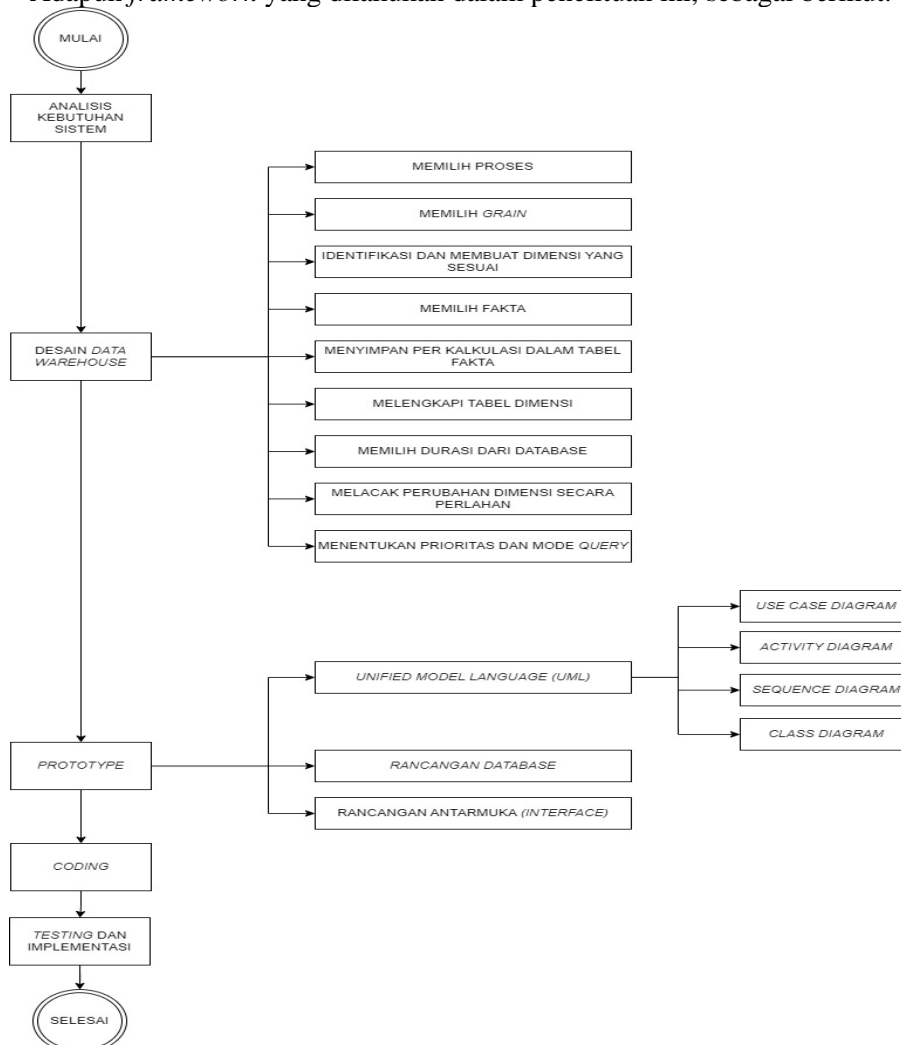 Adapun framework yang dilakukan dalam penelitian ini, sebagai berikut:
MULAI
ANALISIS
KEBUTUHAN
SISTEM
DESAIN DATA
WAREHOUSE
MEMILIH PROSES
MEMILIH GRAIN
IDENTIFIKASI DAN MEMBUAT DIMENSI YANG
SESUAI
MEMILIH FAKTA
MENYIMPAN PER KALKULASI DALAM TABEL
FAKTA
MELENGKAPI TABEL DIMENSI
MEMILIH DURASI DARI DATABASE
MELACAK PERUBAHAN DIMENSI SECARA
PERLAHAN
MENENTUKAN PRIORITAS DAN MODE QUERY
PROTOTYPE
UNIFIED MODEL LANGUAGE (UML)
USE CASE DIAGRAM
ACTIVITY DIAGRAM
SEQUENCE DIAGRAM
CLASS DIAGRAM
RANCANGAN DATABASE
RANCANGAN ANTARMUKA (INTERFACE)
CODING
TESTING DAN
IMPLEMENTASI
SELESAI